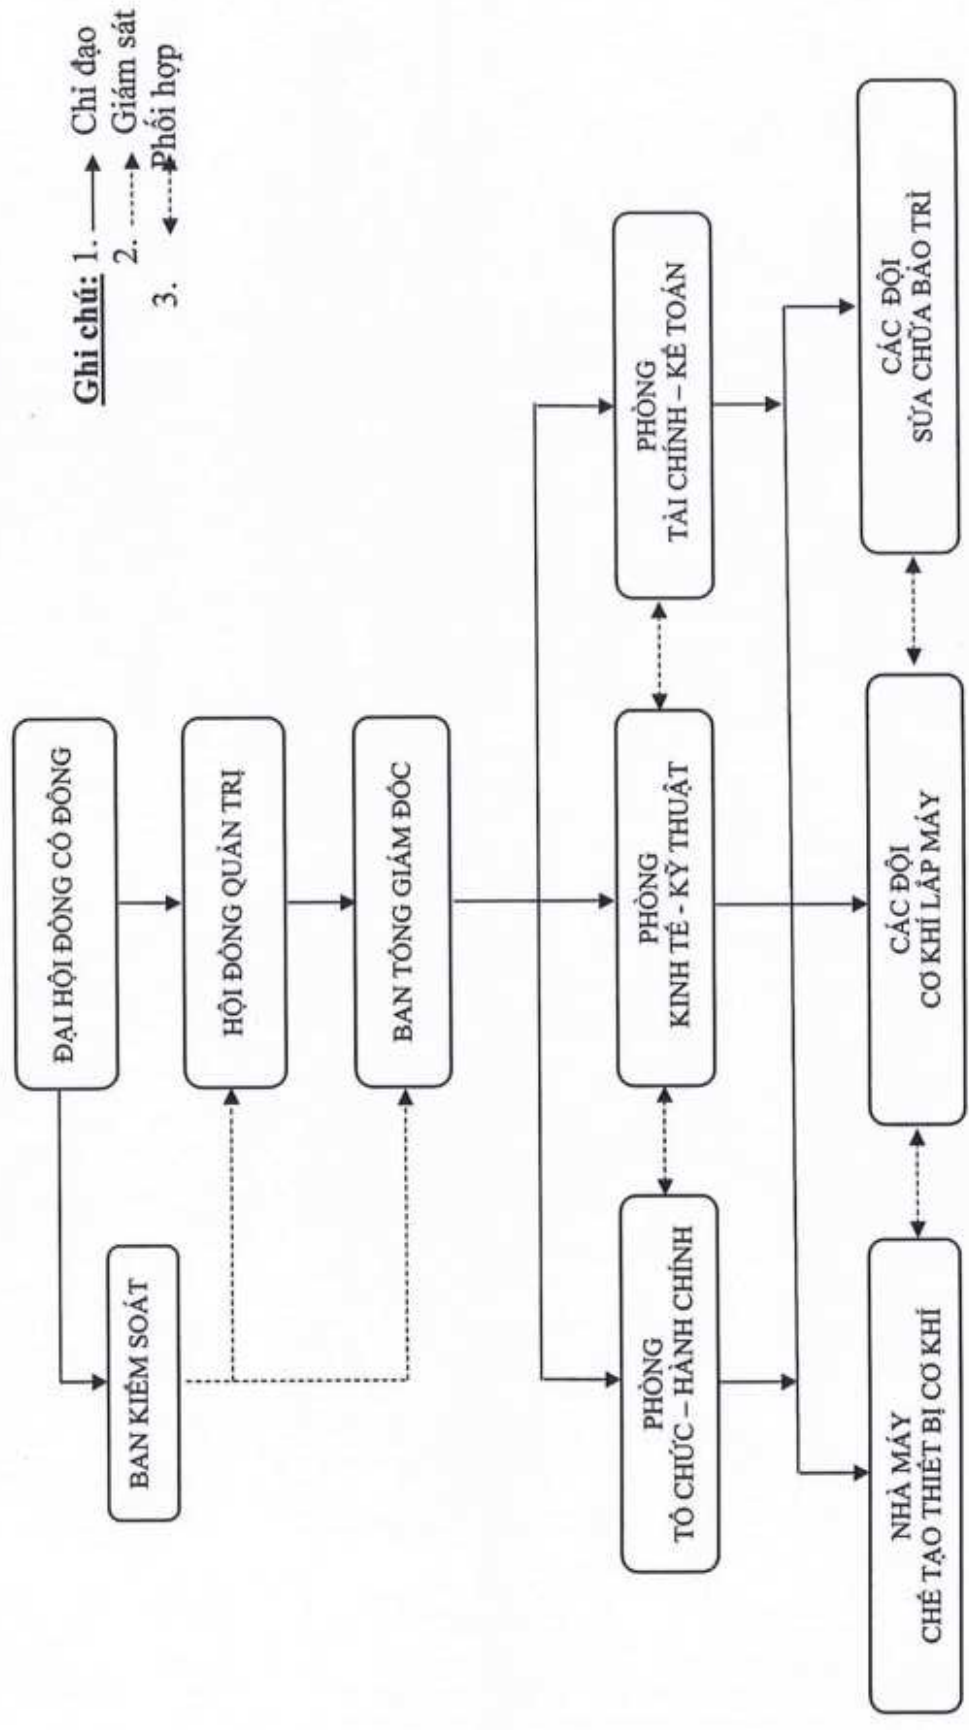 Ghi chú: 1. Chỉ đạo
2. Giám sát
3. Phối hợp
ĐẠI HỘI ĐỒNG CỔ ĐÔNG
BAN KIỂM SOÁT
HỘI ĐỒNG QUẢN TRỊ
BAN TỔNG GIÁM ĐỐC
PHÒNG
TỔ CHỨC – HÀNH CHÍNH
PHÒNG
KINH TẾ - KỸ THUẬT
PHÒNG
TÀI CHÍNH – KẾ TOÁN
NHÀ MÁY
CHẾ TẠO THIẾT BỊ CƠ KHÍ
CÁC ĐỘI
CƠ KHÍ LẮP MÁY
CÁC ĐỘI
SỬA CHỮA BẢO TRÌ